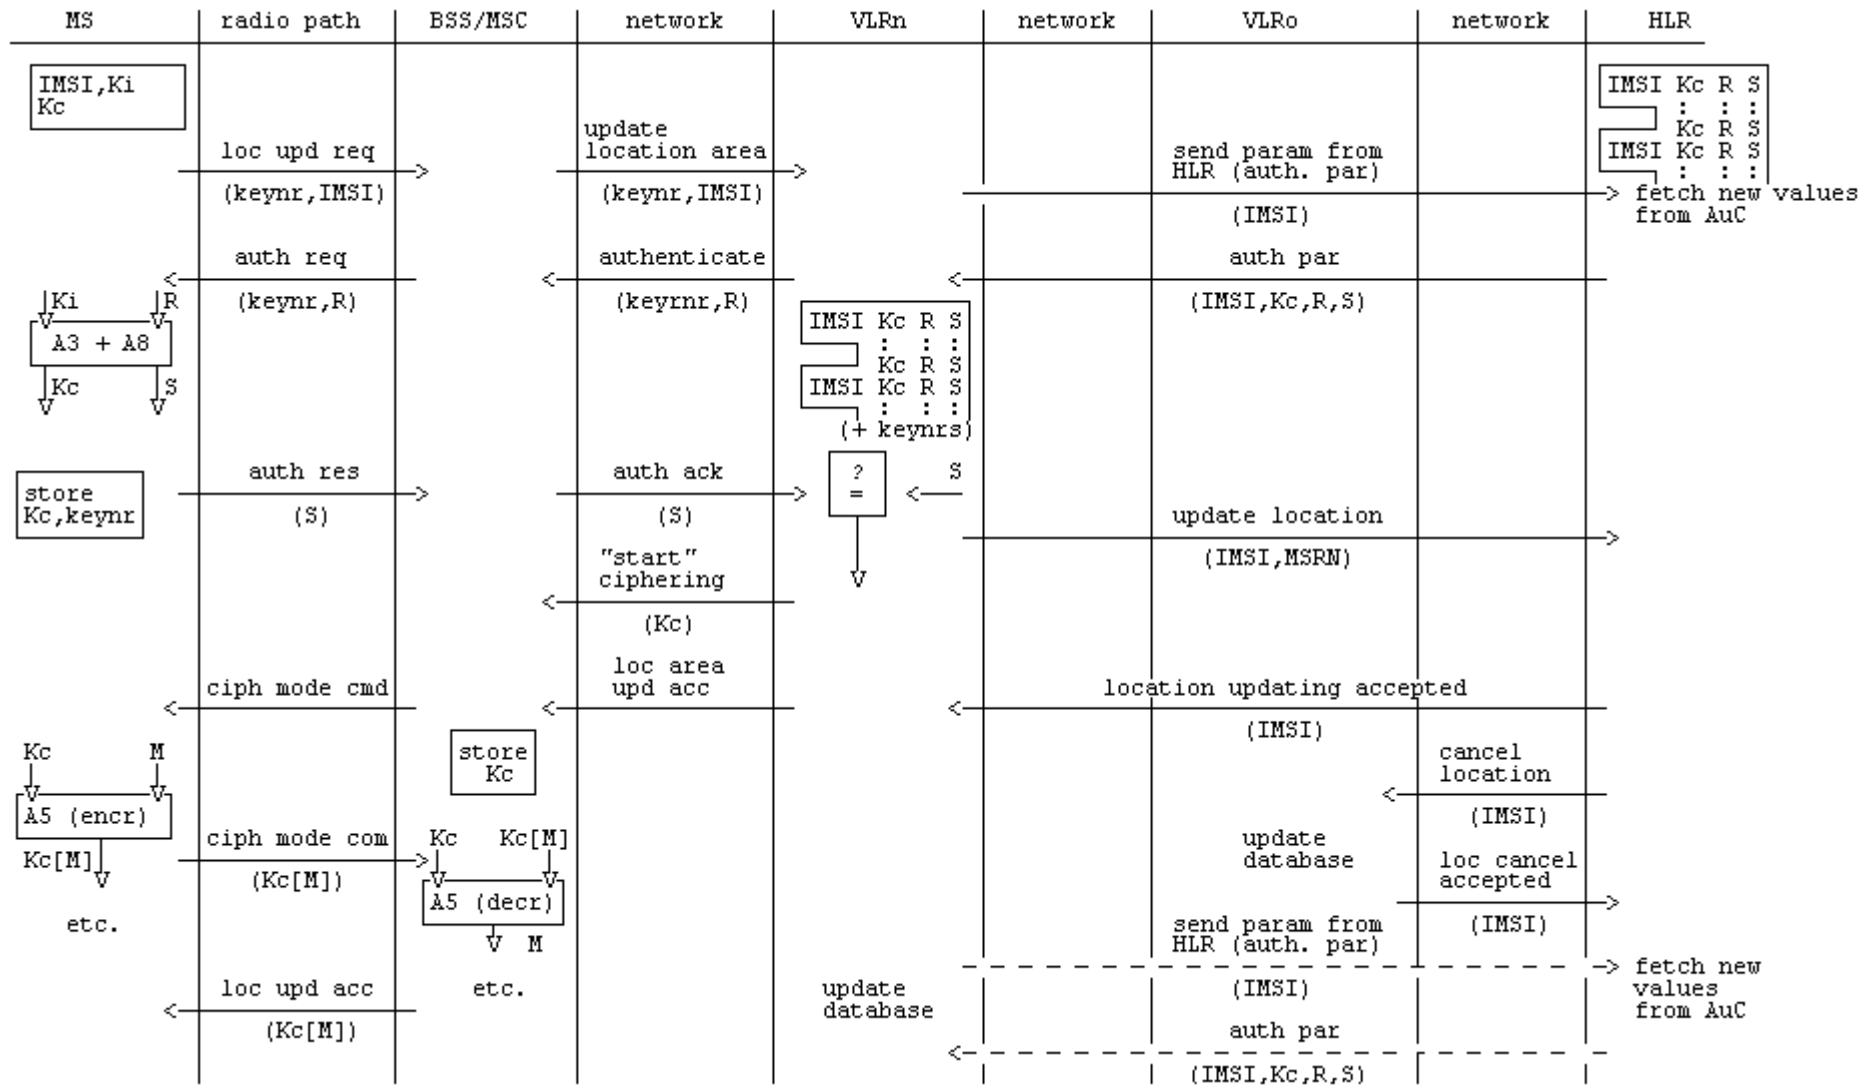 MS radio path BSS/MSC network VLRn network VLRo network HLR
IMSI,Ki
Kc
IMSI Kc R S
: : :
Kc R S
IMSI Kc R S
: : :
loc upd req
(keynr,IMSI)
update
location area
(keynr,IMSI)
send param from
HLR (auth. par)
(IMSI)
fetch new values
from AuC
auth req
(keynr,R)
authenticate
(keyrnr,R)
auth par
(IMSI,Kc,R,S)
Ki R
A3 + A8
Kc S
IMSI Kc R S
: : :
Kc R S
IMSI Kc R S
: : :
(+ keynrs)
store
Kc,keynr
auth res
(S)
auth ack
(S)
?
=
S
update location
(IMSI,MSRN)
"start"
ciphering
(Kc)
ciph mode cmd
loc area
upd acc
location updating accepted
(IMSI)
Kc M
A5 (encr)
Kc[M]
etc.
store
Kc
cancel
location
(IMSI)
ciph mode com
(Kc[M])
Kc Kc[M]
A5 (decr)
M
etc.
update
database
loc cancel
accepted
(IMSI)
send param from
HLR (auth. par)
(IMSI)
fetch new
values
from AuC
loc upd acc
(Kc[M])
update
database
auth par
(IMSI,Kc,R,S)